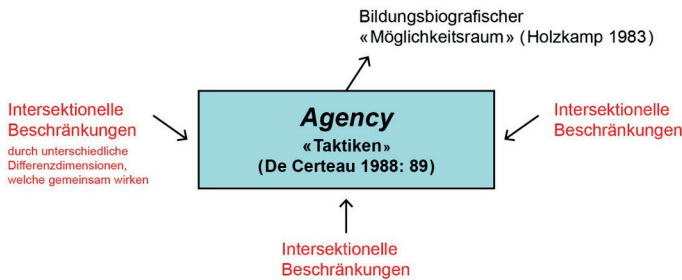 Bildungsbiografischer
«Möglichkeitsraum» (Holzkamp 1983)
Intersektionelle
Beschränkungen
durch unterschiedliche
Differenzdimensionen,
welche gemeinsam wirken
Agency
«Taktiken»
(De Certeau 1988: 89)
Intersektionelle
Beschränkungen
Intersektionelle
Beschränkungen